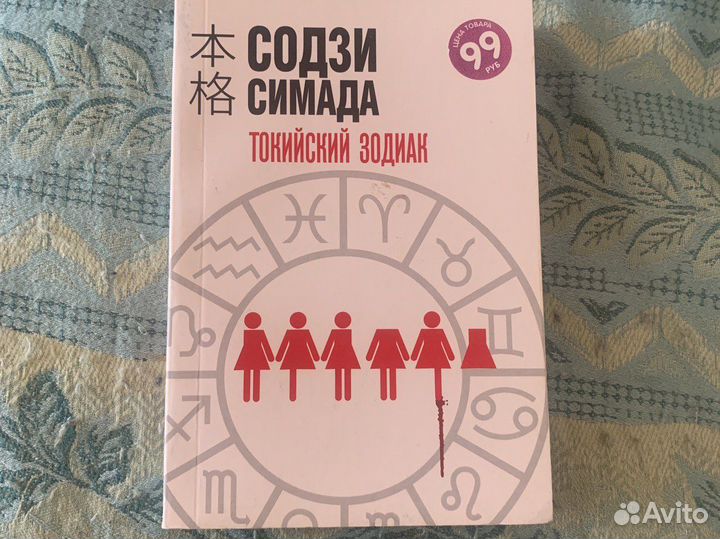 本格
СОДЗИ
СИМАДА
ТОКИЙСКИЙ ЗОДИАК
ЦЕНА ТОВАРА
99
РУБ
Avito